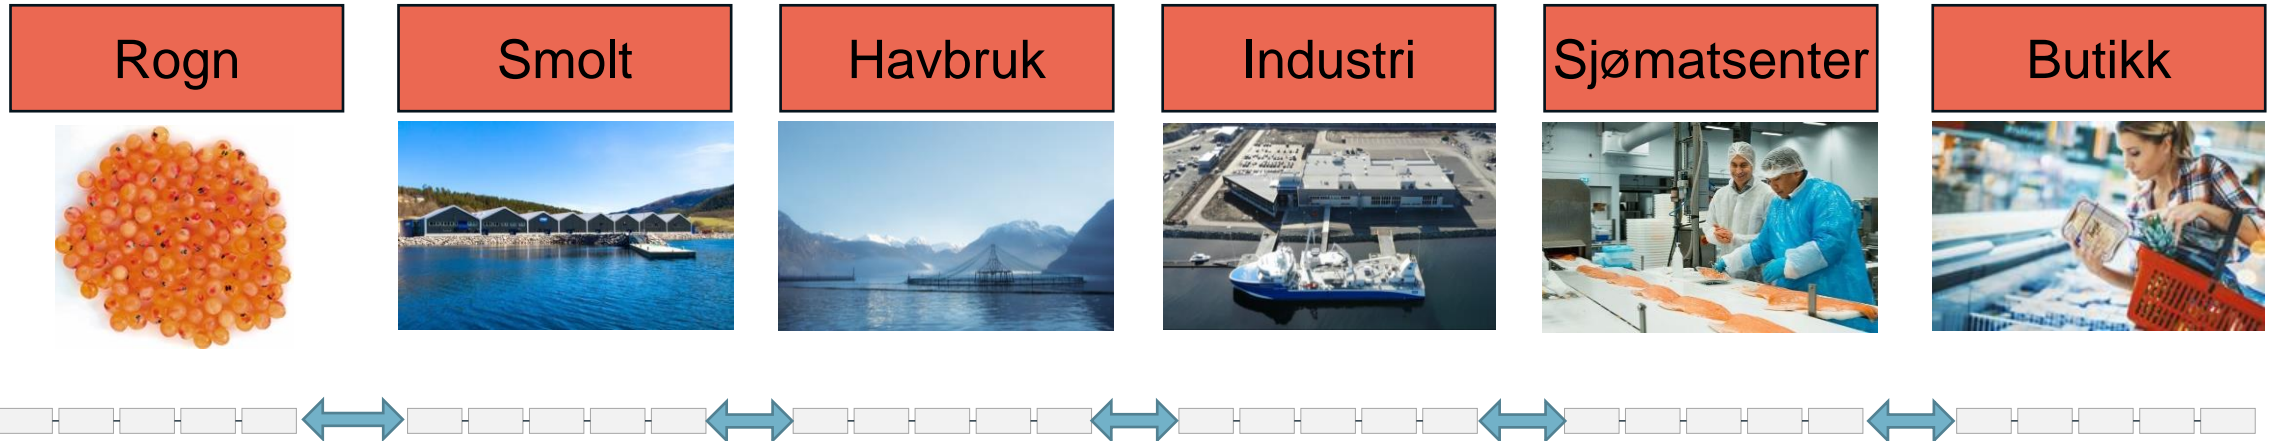 Rogn
Smolt
Havbruk
Industri
Sjømatsenter
Butikk